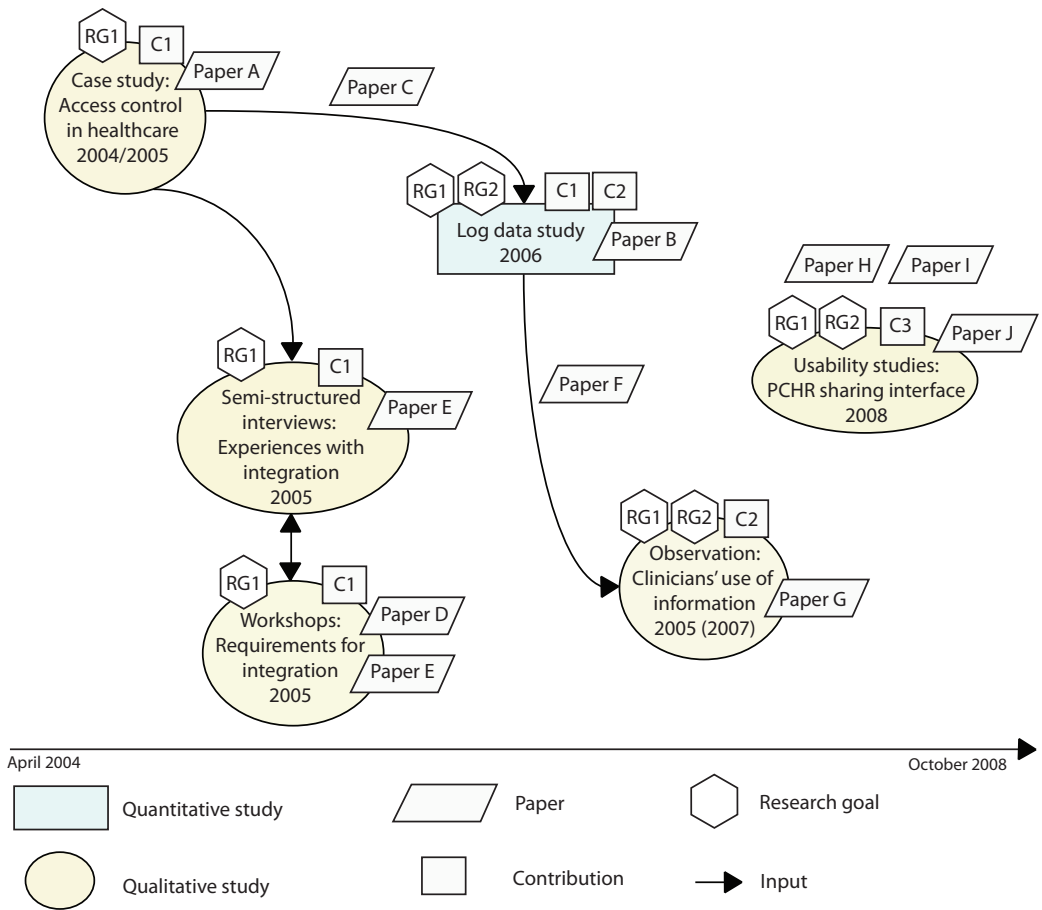 RG1
C1
Paper A
Case study:
Access control
in healthcare
2004/2005
Paper C
RG1
RG2
C1
C2
Log data study
2006
Paper B
Paper H
Paper I
RG1
RG2
C3
Paper J
Usability studies:
PCHR sharing interface
2008
RG1
C1
Semi-structured
interviews:
Experiences with
integration
2005
Paper E
Paper F
RG1
RG2
C2
Observation:
Clinicians' use of
information
2005 (2007)
Paper G
RG1
C1
Workshops:
Requirements for
integration
2005
Paper D
Paper E
April 2004
October 2008
Quantitative study
Paper
Research goal
Qualitative study
Contribution
Input